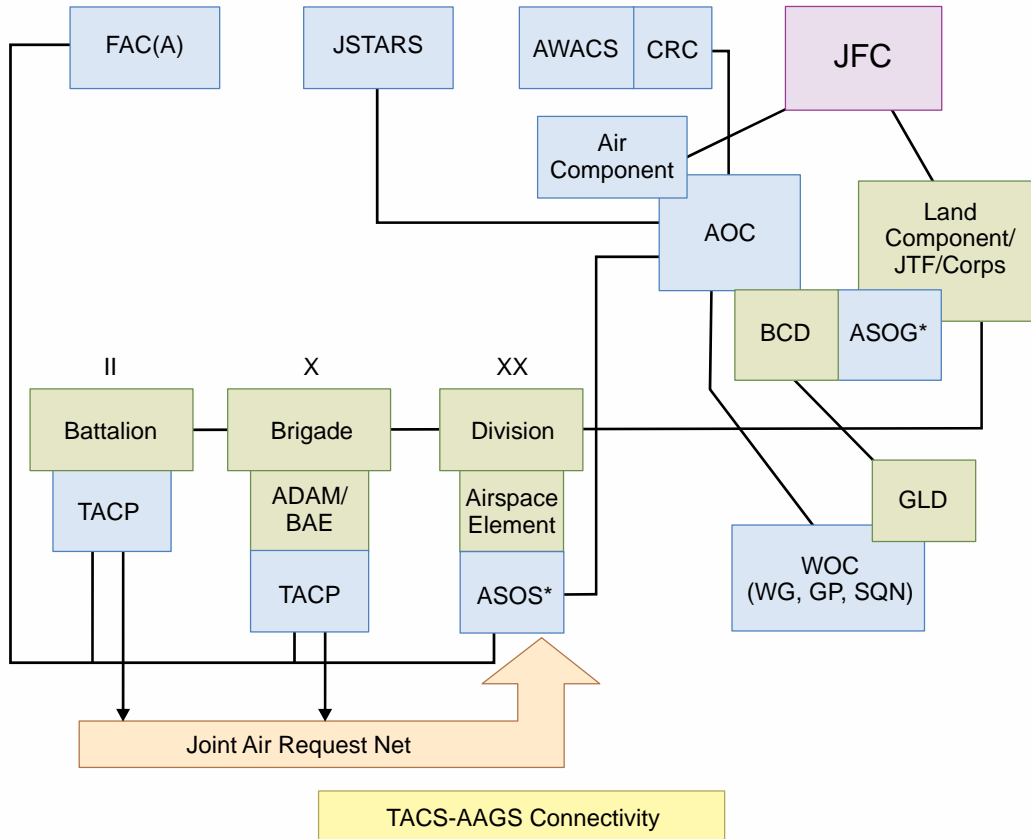 FAC(A)
JSTARS
AWACS
CRC
JFC
Air
Component
AOC
Land
Component/
JTF/Corps
BCD
ASOG*
II
X
XX
Battalion
Brigade
Division
TACP
ADAM/
BAE
Airspace
Element
GLD
TACP
ASOS*
WOC
(WG, GP, SQN)
Joint Air Request Net
TACS-AAGS Connectivity